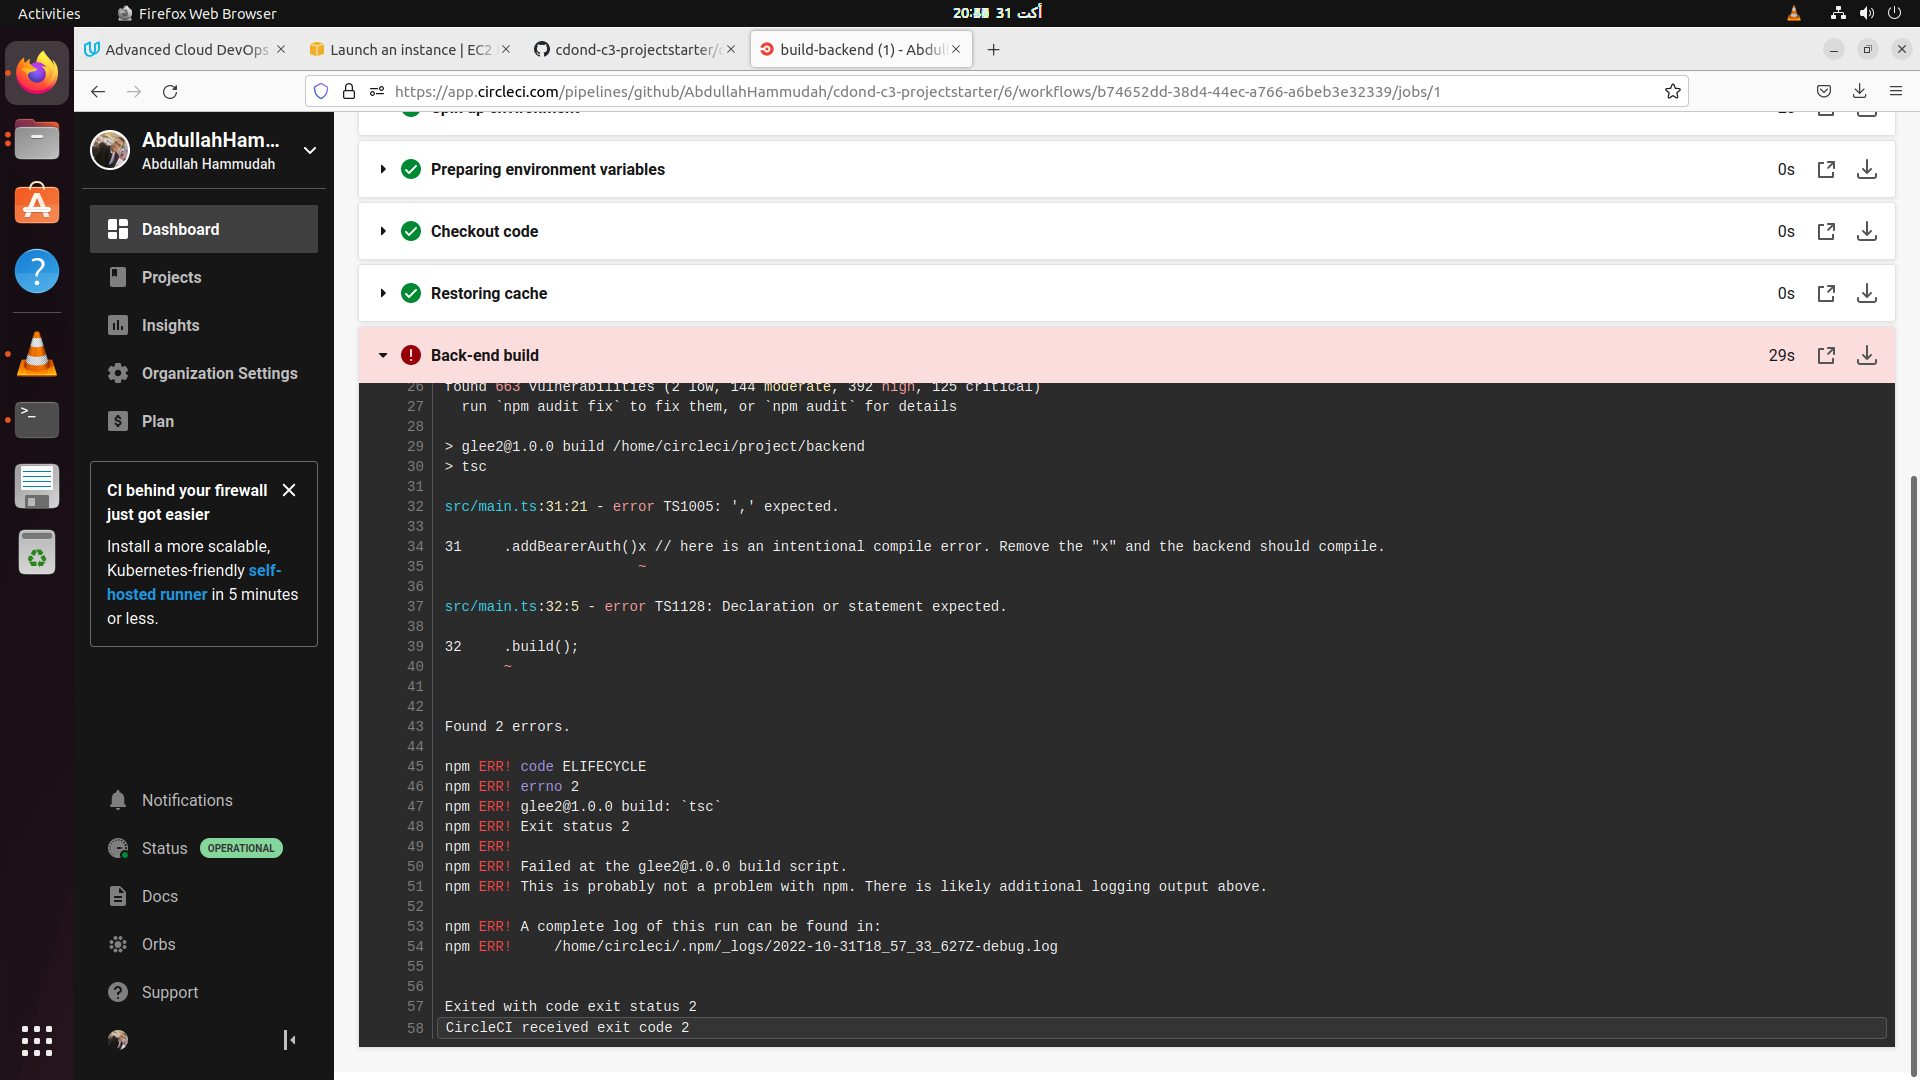 Activities
Firefox Web Browser
31 أكت
Advanced Cloud DevOps
Launch an instance | EC2
cdond-c3-projectstarter/c
build-backend (1) - Abdul
https://app.circleci.com/pipelines/github/AbdullahHammudah/cdond-c3-projectstarter/6/workflows/b74652dd-38d4-44ec-a766-a6beb3e32339/jobs/1
AbdullahHam...
Abdullah Hammudah
Dashboard
Projects
Insights
Organization Settings
Plan
CI behind your firewall
just got easier
Install a more scalable,
Kubernetes-friendly self-
hosted runner in 5 minutes
or less.
Notifications
Status OPERATIONAL
Docs
Orbs
Support
Spin up environment
Preparing environment variables 0s
Checkout code 0s
Restoring cache 0s
Back-end build 29s
26 found 663 vulnerabilities (2 low, 144 moderate, 392 high, 125 critical)
27 run `npm audit fix` to fix them, or `npm audit` for details
28
29 > glee2@1.0.0 build /home/circleci/project/backend
30 > tsc
31
32 src/main.ts:31:21 - error TS1005: ',' expected.
33
34 31 .addBearerAuth()x // here is an intentional compile error. Remove the "x" and the backend should compile.
35 ~
36
37 src/main.ts:32:5 - error TS1128: Declaration or statement expected.
38
39 32 .build();
40 ~
41
42
43 Found 2 errors.
44
45 npm ERR! code ELIFECYCLE
46 npm ERR! errno 2
47 npm ERR! glee2@1.0.0 build: `tsc`
48 npm ERR! Exit status 2
49 npm ERR!
50 npm ERR! Failed at the glee2@1.0.0 build script.
51 npm ERR! This is probably not a problem with npm. There is likely additional logging output above.
52
53 npm ERR! A complete log of this run can be found in:
54 npm ERR! /home/circleci/.npm/_logs/2022-10-31T18_57_33_627Z-debug.log
55
56
57 Exited with code exit status 2
58 CircleCI received exit code 2